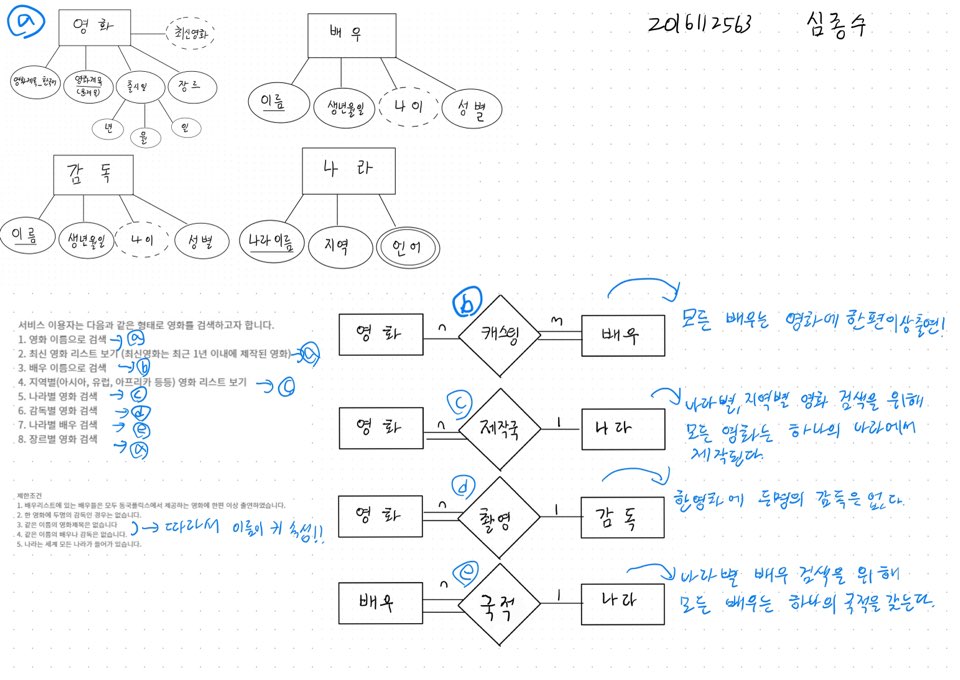 ⓐ
2016112563 심종수
영화
최신영화
영화제목
출시일
장르
년
월
일
배우
이름
생년월일
나이
성별
감독
이름
생년월일
나이
성별
나라
나라이름
지역
언어
서비스 이용자는 다음과 같은 형태로 영화를 검색하고자 합니다.
1. 영화 이름으로 검색 → ⓐ
2. 최신 영화 리스트 보기 (최신영화는 최근 1년 이내에 제작된 영화) → ⓐ
3. 배우 이름으로 검색 → ⓑ
4. 지역별(아시아, 유럽, 아프리카 등등) 영화 리스트 보기 → ⓒ
5. 나라별 영화 검색 → ⓒ
6. 감독별 영화 검색 → ⓓ
7. 나라별 배우 검색 → ⓔ
8. 장르별 영화 검색 → ⓐ
제한조건
1. 배우리스트에 있는 배우들은 모두 동국플릭스에서 제공하는 영화에 한편 이상 출연하였습니다.
2. 한 영화에 두명의 감독인 경우는 없습니다.
3. 같은 이름의 영화제목은 없습니다
4. 같은 이름의 배우나 감독은 없습니다.
→ 따라서 이름이 키 속성!!
5. 나라는 세계 모든 나라가 들어가 있습니다.
ⓑ
영화 n 캐스팅 m 배우
모든 배우는 영화에 한편이상출연!
ⓒ
영화 n 제작국 1 나라
나라별, 지역별 영화 검색을 위해
모든 영화는 하나의 나라에서
제작된다.
ⓓ
영화 n 촬영 1 감독
한영화에 두명의 감독은 없다.
ⓔ
배우 n 국적 1 나라
나라별 배우 검색을 위해
모든 배우는 하나의 국적을 갖는다.